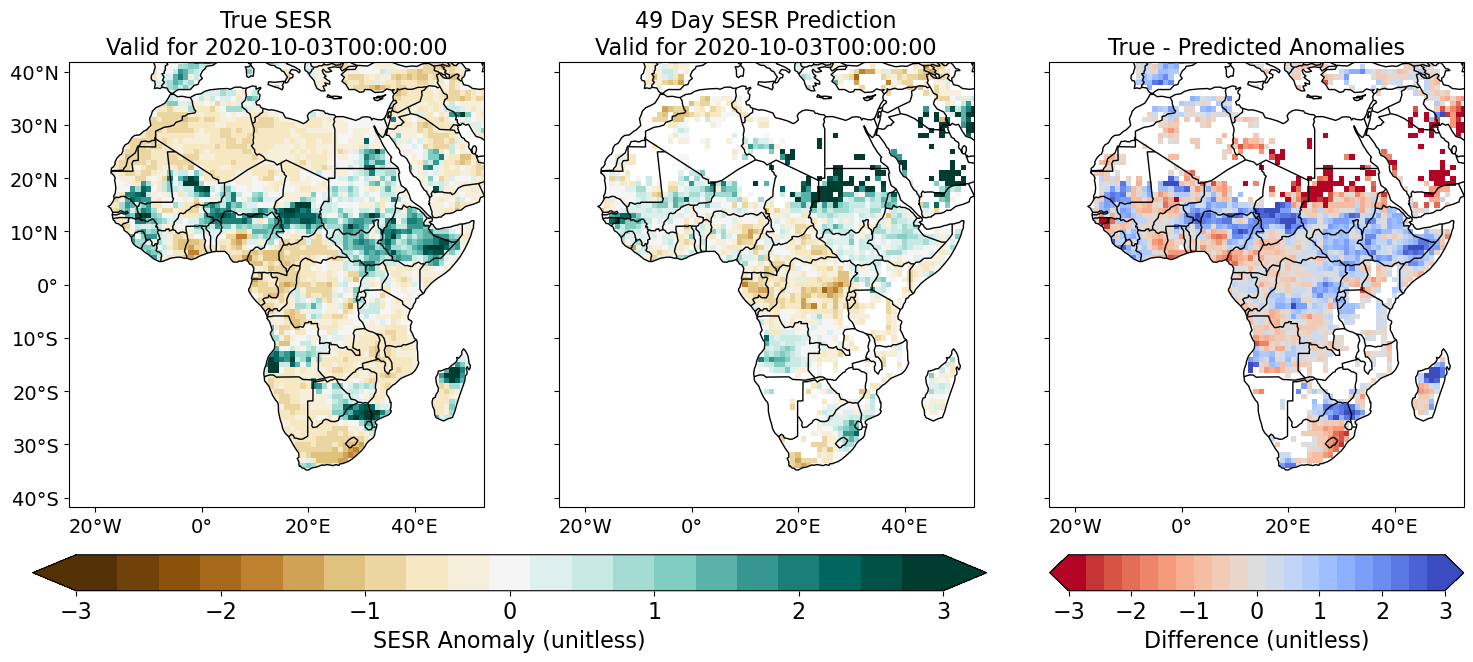 True SESR
Valid for 2020-10-03T00:00:00
49 Day SESR Prediction
Valid for 2020-10-03T00:00:00
True - Predicted Anomalies
40°N
30°N
20°N
10°N
0°
10°S
20°S
30°S
40°S
20°W 0° 20°E 40°E
20°W 0° 20°E 40°E
20°W 0° 20°E 40°E
−3 −2 −1 0 1 2 3
SESR Anomaly (unitless)
−3 −2 −1 0 1 2 3
Difference (unitless)